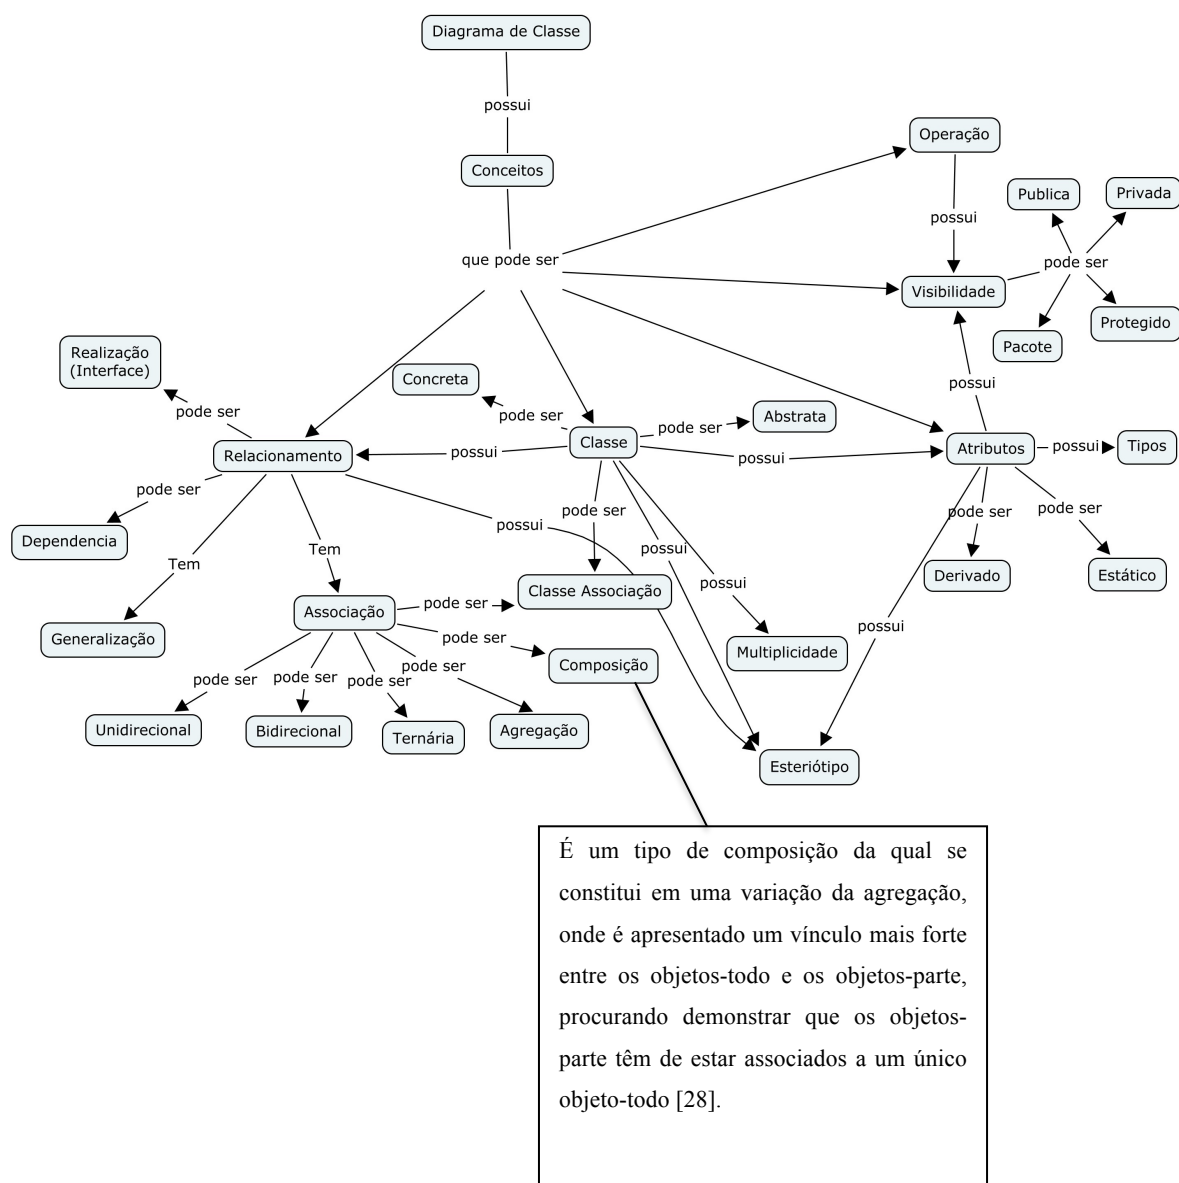 Diagrama de Classe
possui
Conceitos
que pode ser
Operação
possui
Publica
Privada
pode ser
Visibilidade
Protegido
Pacote
possui
Realização
(Interface)
pode ser
Concreta
pode ser
Classe
pode ser
Abstrata
Relacionamento
possui
possui
Atributos
possui
Tipos
pode ser
Dependencia
Tem
Generalização
Tem
possui
pode ser
possui
possui
pode ser
pode ser
Derivado
Estático
possui
Associação
pode ser
Classe Associação
pode ser
Composição
Multiplicidade
pode ser
pode ser
pode ser
pode ser
Unidirecional
Bidirecional
Ternária
Agregação
Esteriótipo
É um tipo de composição da qual se
constitui em uma variação da agregação,
onde é apresentado um vínculo mais forte
entre os objetos-todo e os objetos-parte,
procurando demonstrar que os objetos-
parte têm de estar associados a um único
objeto-todo [28].